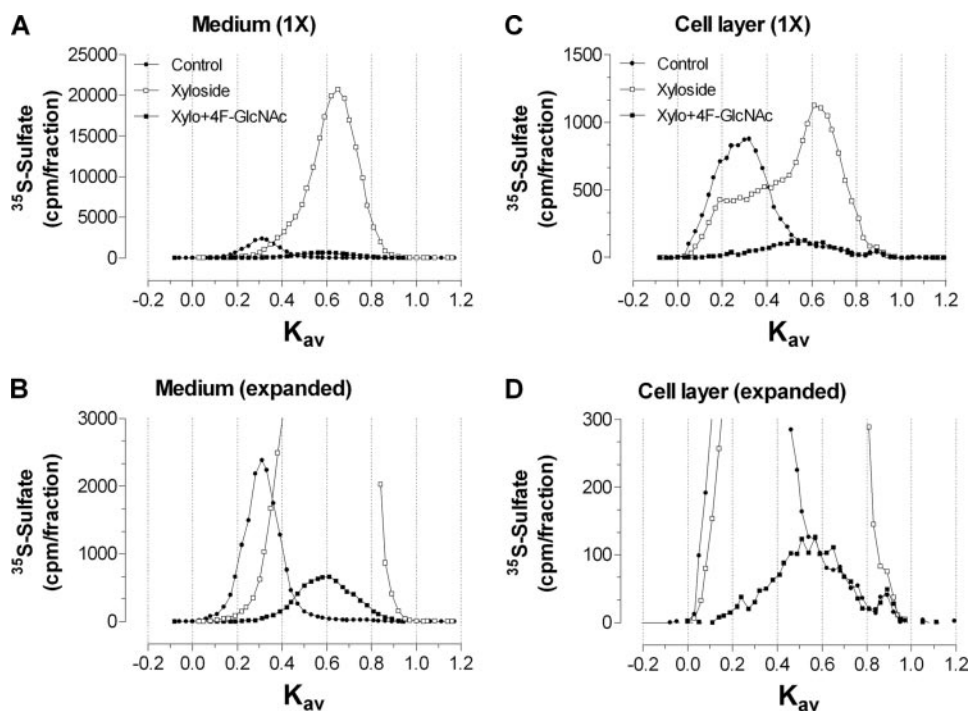 A
Medium (1X)
Control
Xyloside
Xylo+4F-GlcNAc
35S-Sulfate
(cpm/fraction)
25000
20000
15000
10000
5000
0
-0.2 0.0 0.2 0.4 0.6 0.8 1.0 1.2
Kav
C
Cell layer (1X)
Control
Xyloside
Xylo+4F-GlcNAc
35S-Sulfate
(cpm/fraction)
1500
1000
500
0
-0.2 0.0 0.2 0.4 0.6 0.8 1.0 1.2
Kav
B
Medium (expanded)
35S-Sulfate
(cpm/fraction)
3000
2000
1000
0
-0.2 0.0 0.2 0.4 0.6 0.8 1.0 1.2
Kav
D
Cell layer (expanded)
35S-Sulfate
(cpm/fraction)
300
200
100
0
-0.2 0.0 0.2 0.4 0.6 0.8 1.0 1.2
Kav